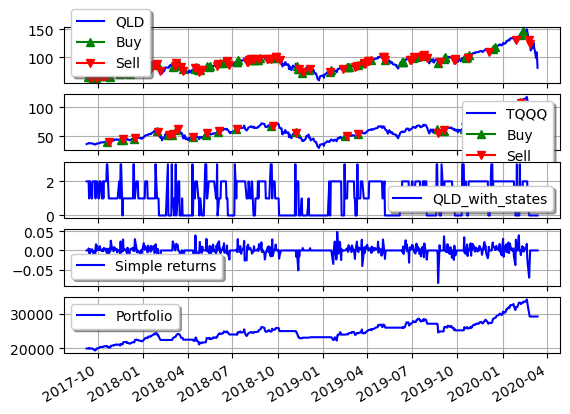 150
100
QLD
Buy
Sell
100
50
TQQQ
Buy
Sell
2
0
QLD_with_states
0.05
0.00
−0.05
Simple returns
30000
20000
Portfolio
2017-10 2018-01 2018-04 2018-07 2018-10 2019-01 2019-04 2019-07 2019-10 2020-01 2020-04